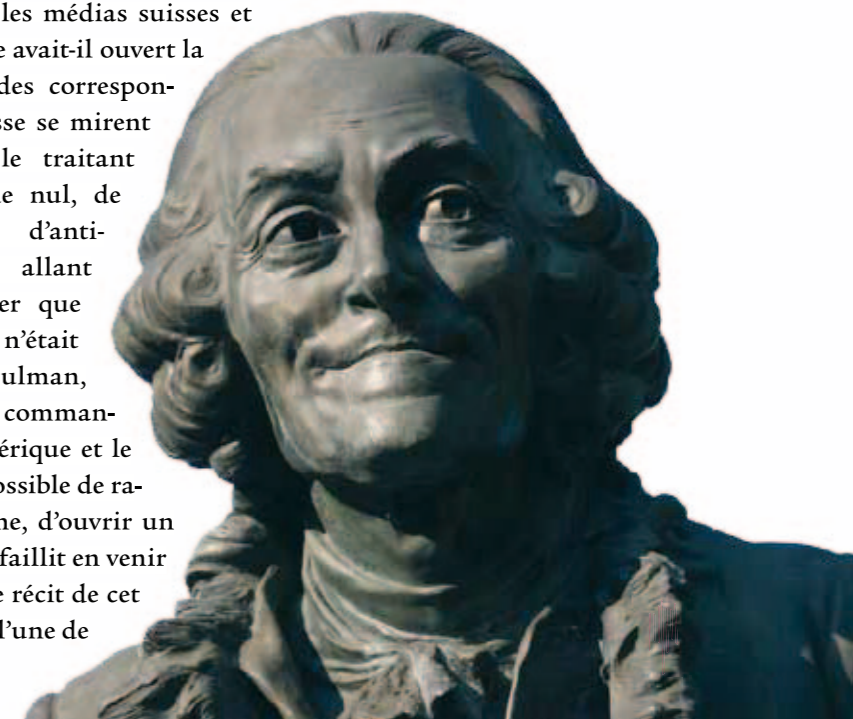 les médias suisses et
e avait-il ouvert la
des correspon-
sse se mirent
le traitant
e nul, de
d'anti-
allant
er que
n'était
ulman,
comman-
érique et le
ossible de ra-
ne, d'ouvrir un
faillit en venir
e récit de cet
l'une de